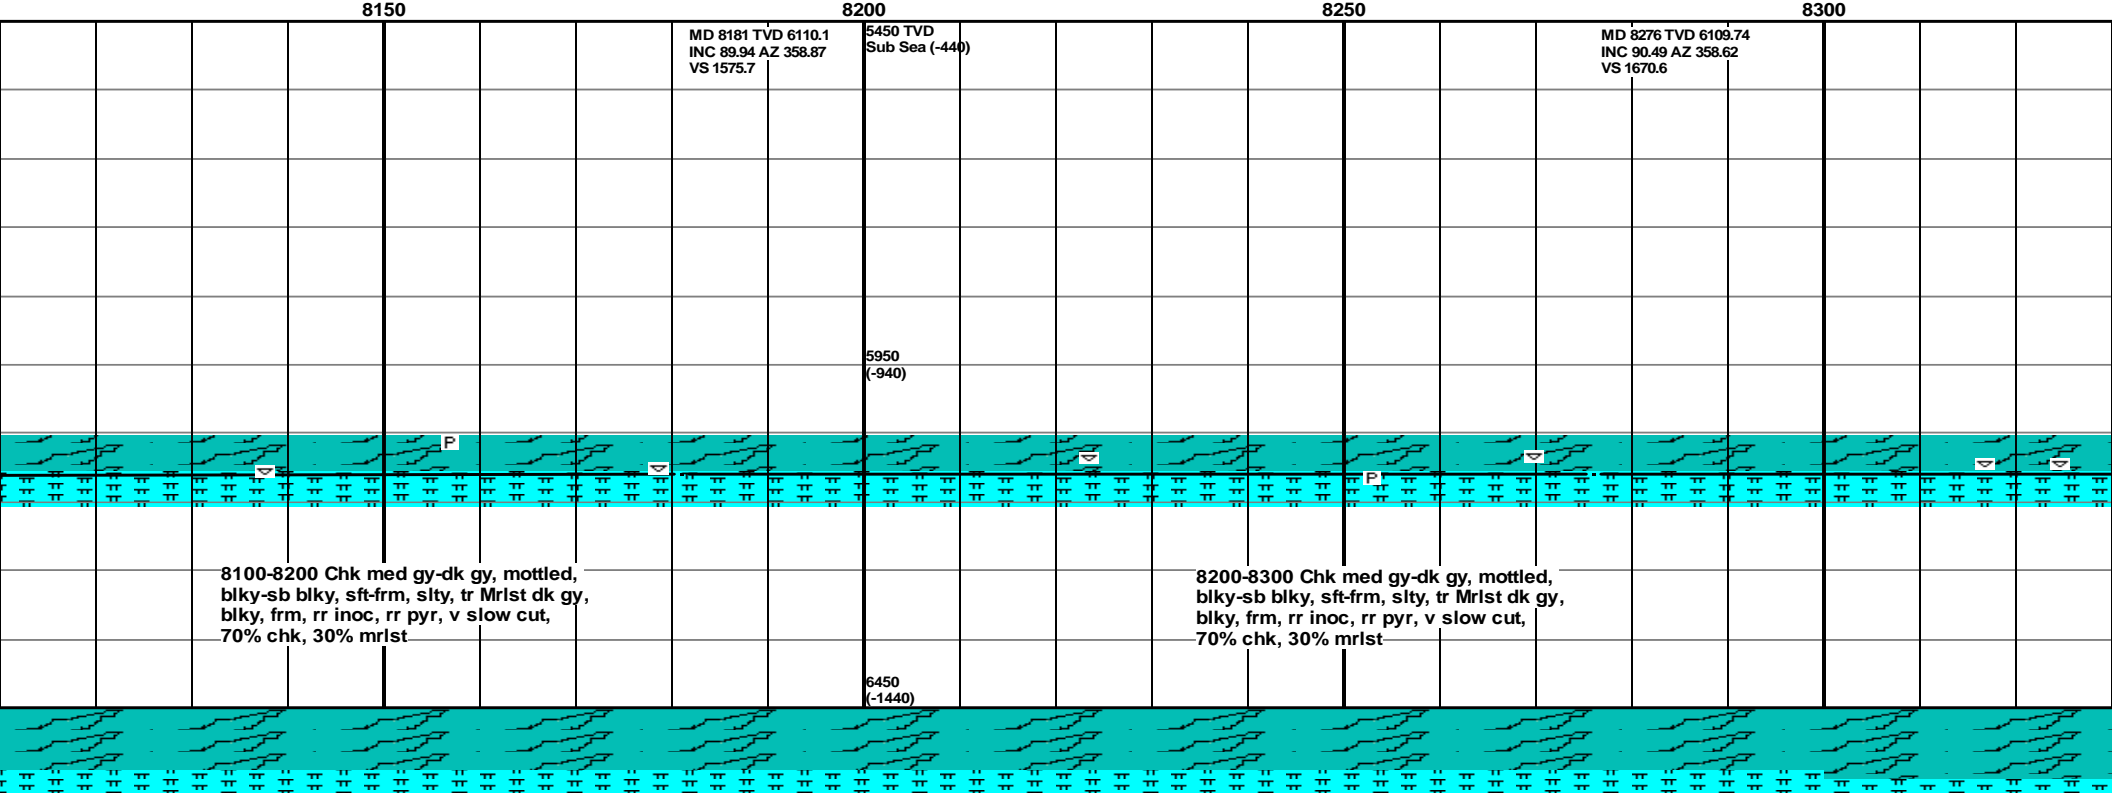 8150
8200
8250
8300
MD 8181 TVD 6110.1
INC 89.94 AZ 358.87
VS 1575.7
5450 TVD
Sub Sea (-440)
MD 8276 TVD 6109.74
INC 90.49 AZ 358.62
VS 1670.6
5950
(-940)
P
P
8100-8200 Chk med gy-dk gy, mottled,
blky-sb blky, sft-frm, slty, tr Mrlst dk gy,
blky, frm, rr inoc, rr pyr, v slow cut,
70% chk, 30% mrlst
8200-8300 Chk med gy-dk gy, mottled,
blky-sb blky, sft-frm, slty, tr Mrlst dk gy,
blky, frm, rr inoc, rr pyr, v slow cut,
70% chk, 30% mrlst
6450
(-1440)